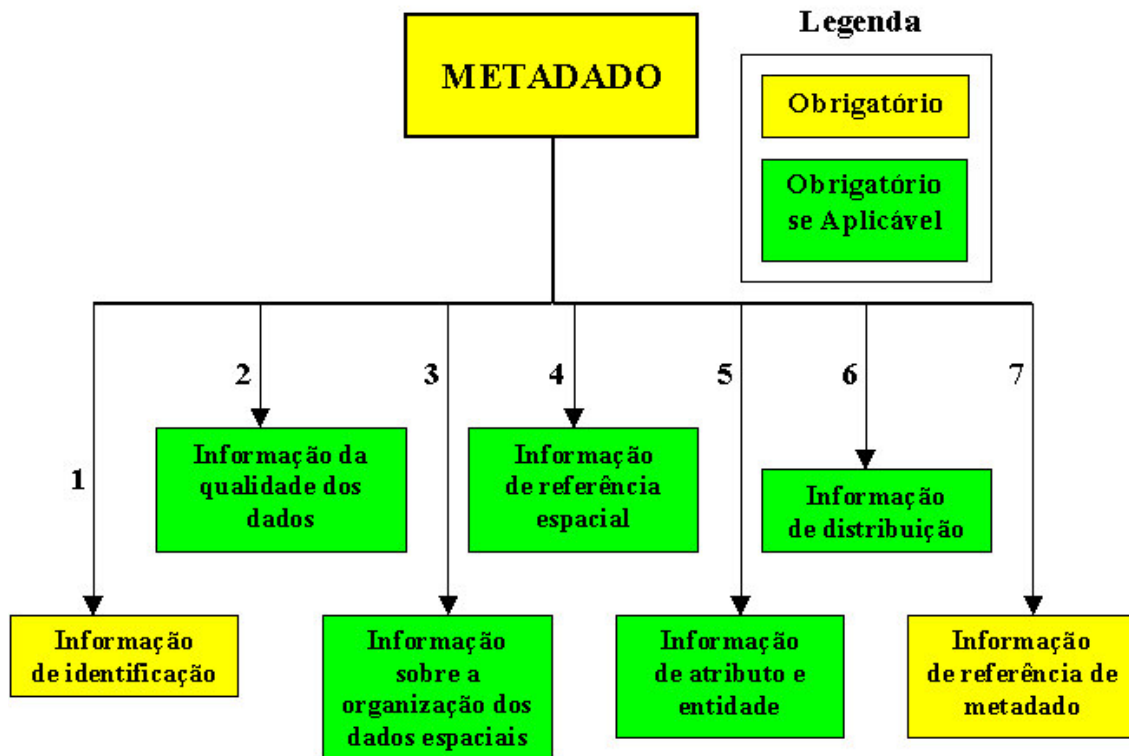 Legenda
METADADO
Obrigatório
Obrigatório
se Aplicável
1
2
3
4
5
6
7
Informação da
qualidade dos
dados
Informação
de referência
espacial
Informação
de distribuição
Informação
de identificação
Informação
sobre a
organização dos
dados espaciais
Informação
de atributo e
entidade
Informação
de referência de
metadado